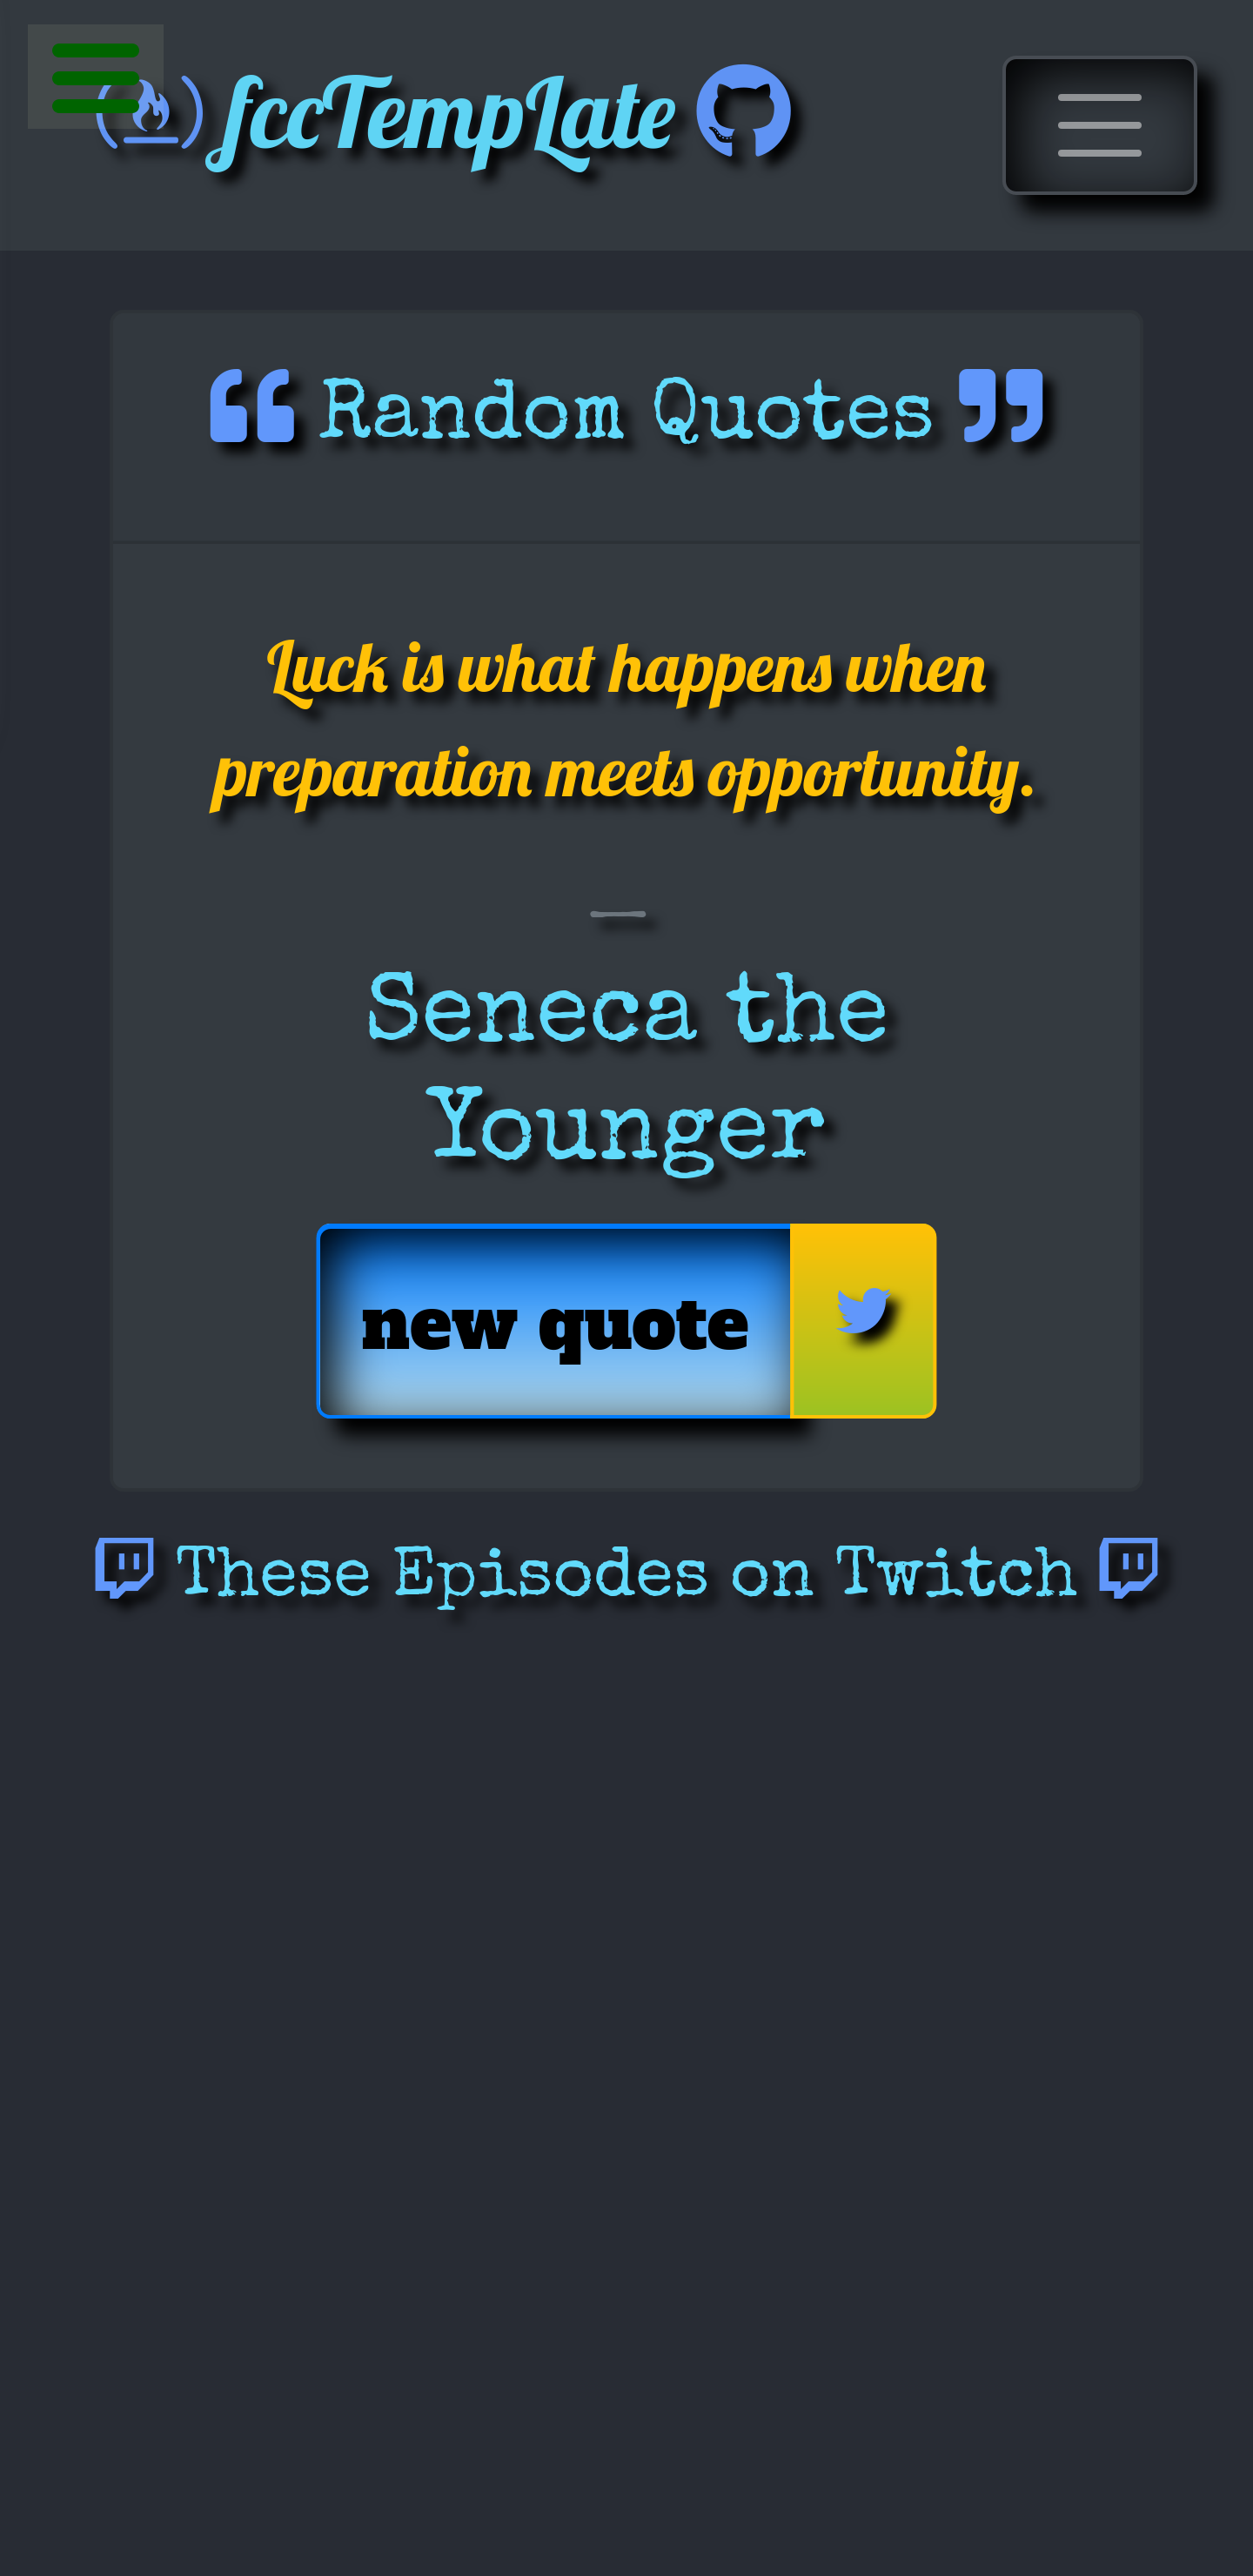 fccTempLate
Random Quotes
Luck is what happens when
preparation meets opportunity.
—
Seneca the
Younger
new quote
These Episodes on Twitch